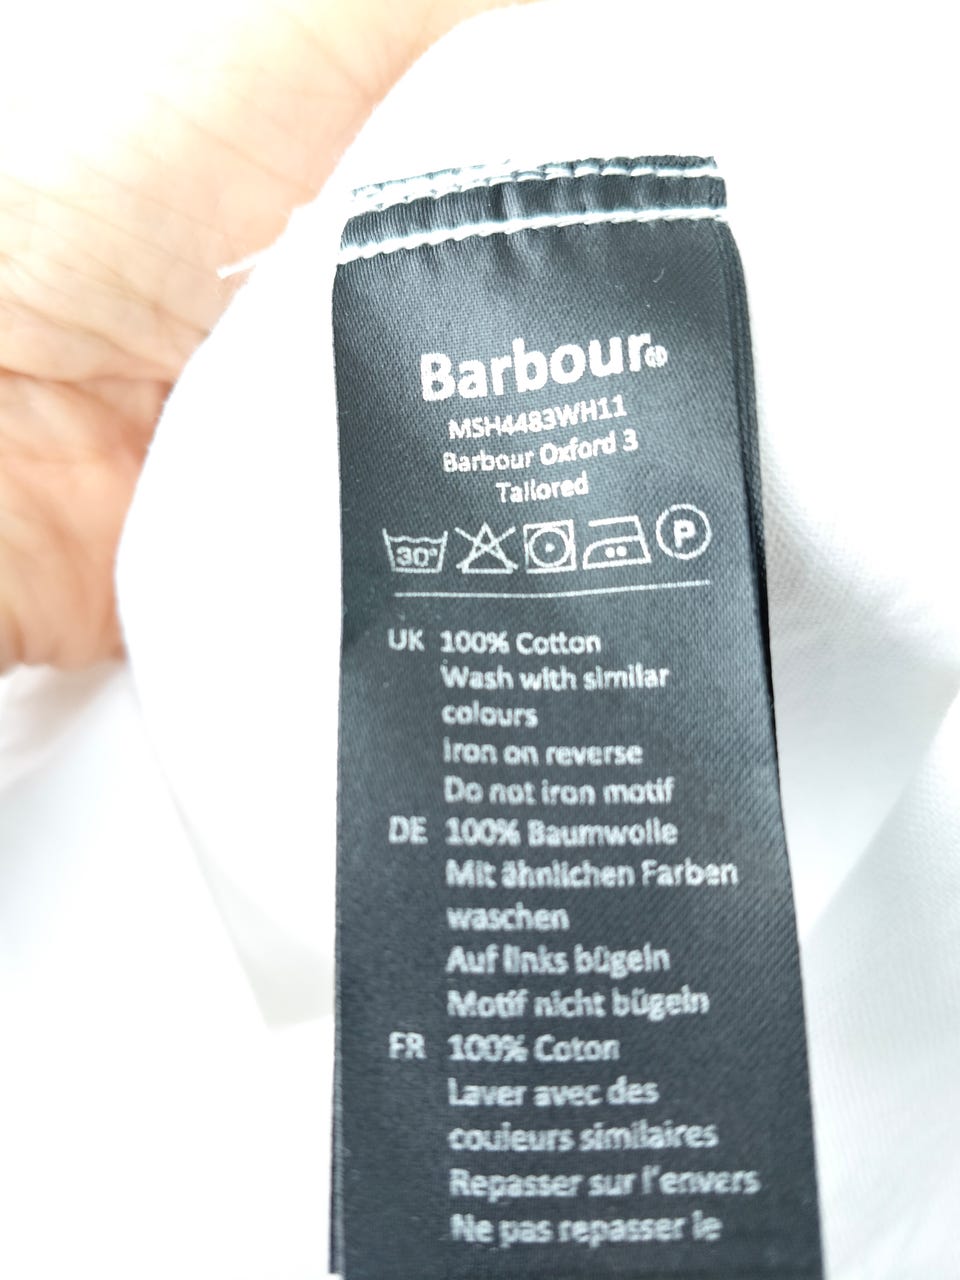 Barbour®
MSH4483WH11
Barbour Oxford 3
Tailored
30° P
UK 100% Cotton
Wash with similar
colours
Iron on reverse
Do not iron motif
DE 100% Baumwolle
Mit ähnlichen Farben
waschen
Auf links bügeln
Motif nicht bügeln
FR 100% Coton
Laver avec des
couleurs similaires
Repasser sur l'envers
Ne pas repasser le